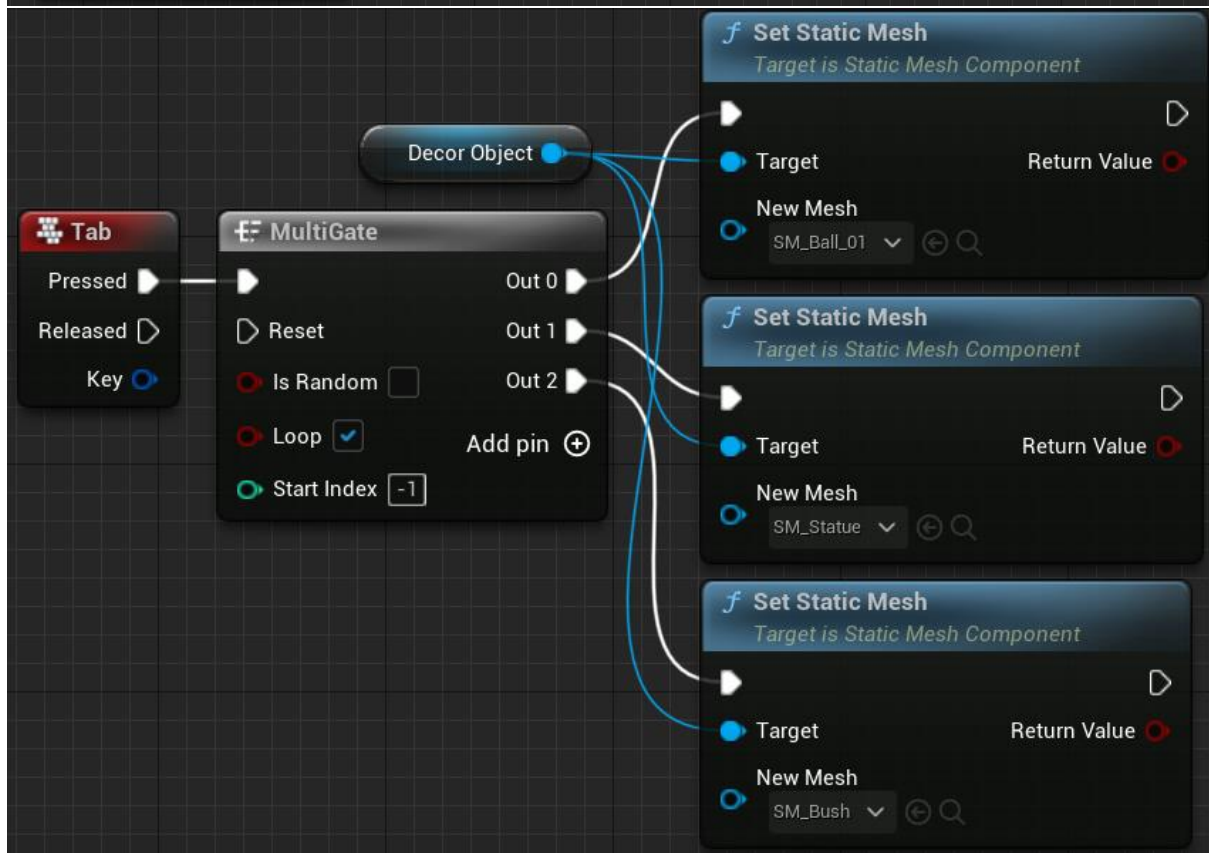 Decor Object
Tab
Pressed
Released
Key
MultiGate
Out 0
Reset
Out 1
Is Random
Out 2
Loop
Add pin
Start Index -1
Set Static Mesh
Target is Static Mesh Component
Target
Return Value
New Mesh
SM_Ball_01
Set Static Mesh
Target is Static Mesh Component
Target
Return Value
New Mesh
SM_Statue
Set Static Mesh
Target is Static Mesh Component
Target
Return Value
New Mesh
SM_Bush